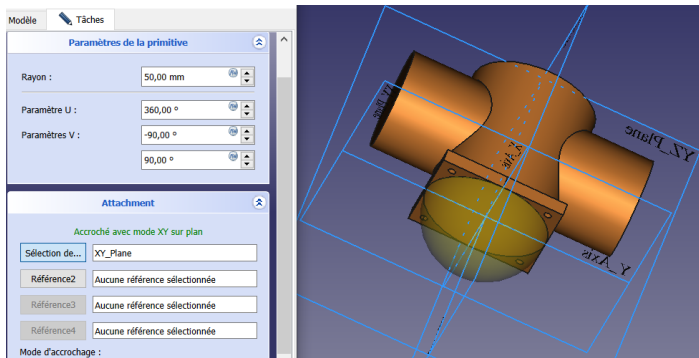 Modèle
Tâches
Paramètres de la primitive
Rayon :
50,00 mm
Paramètre U :
360,00 º
Paramètres V :
-90,00 º
90,00 º
Attachment
Accroché avec mode XY sur plan
Sélection de...
XY_Plane
Référence2
Aucune référence sélectionnée
Référence3
Aucune référence sélectionnée
Référence4
Aucune référence sélectionnée
Mode d'accrochage :
YZ_Plane
Y_Axis